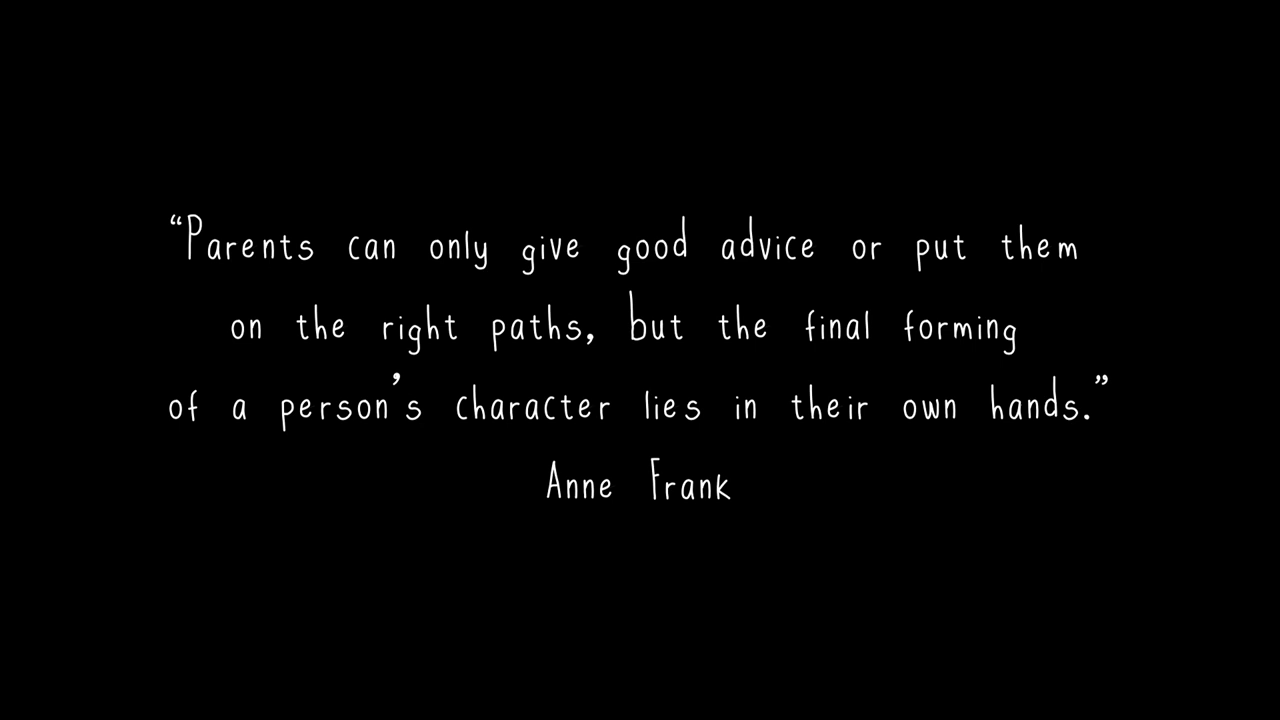 “Parents can only give good advice or put them
on the right paths, but the final forming
of a person’s character lies in their own hands.”
Anne Frank